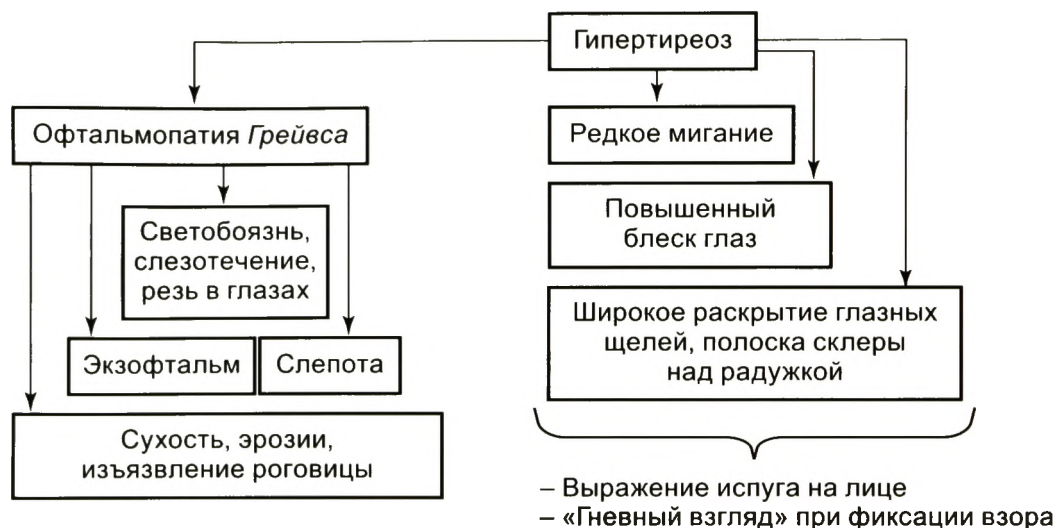 Гипертиреоз
Офтальмопатия Грейвса
Редкое мигание
Светобоязнь,
слезотечение,
резь в глазах
Повышенный
блеск глаз
Экзофтальм
Слепота
Широкое раскрытие глазных
щелей, полоска склеры
над радужкой
Сухость, эрозии,
изъязвление роговицы
– Выражение испуга на лице
– «Гневный взгляд» при фиксации взора